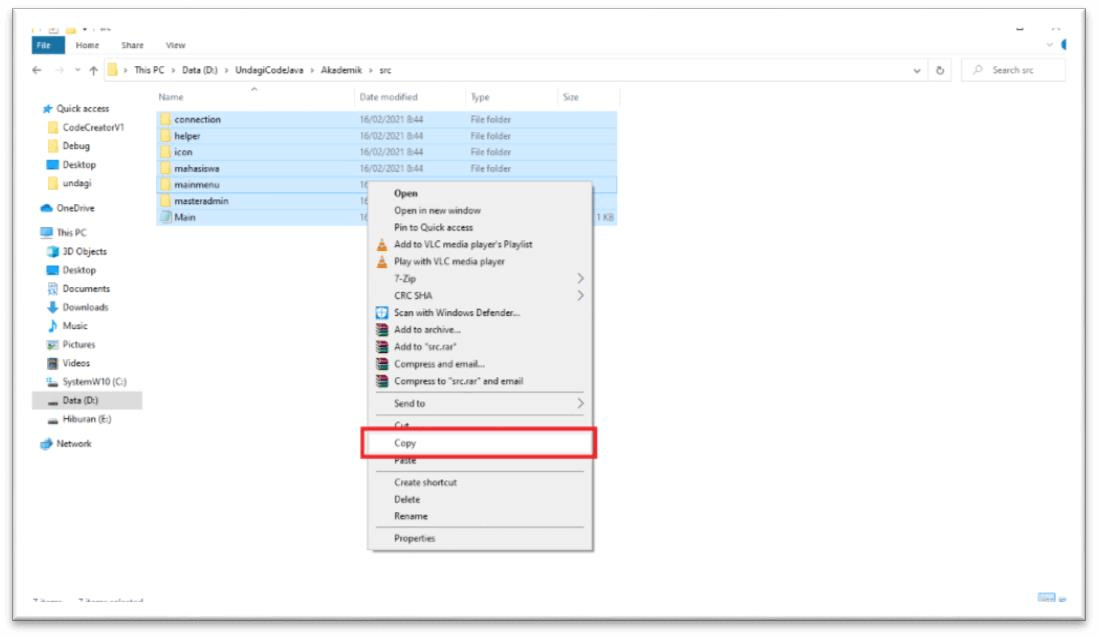 File Home Share View
This PC > Data (D:) > UndagiCodeJava > Akademik > src
Search src
Name Date modified Type Size
Quick access
CodeCreatorV1
Debug
Desktop
undagi
OneDrive
This PC
3D Objects
Desktop
Documents
Downloads
Music
Pictures
Videos
SystemW10 (C:)
Data (D:)
Hiburan (E:)
Network
connection 16/02/2021 8:44 File folder
helper 16/02/2021 8:44 File folder
icon 16/02/2021 8:44 File folder
mahasiswa 16/02/2021 8:44 File folder
mainmenu 16
masteradmin 16
Main 16 1 KB
Open
Open in new window
Pin to Quick access
Add to VLC media player's Playlist
Play with VLC media player
7-Zip
CRC SHA
Scan with Windows Defender...
Add to archive...
Add to "src.rar"
Compress and email...
Compress to "src.rar" and email
Send to
Cut
Copy
Paste
Create shortcut
Delete
Rename
Properties
7 items 7 items selected